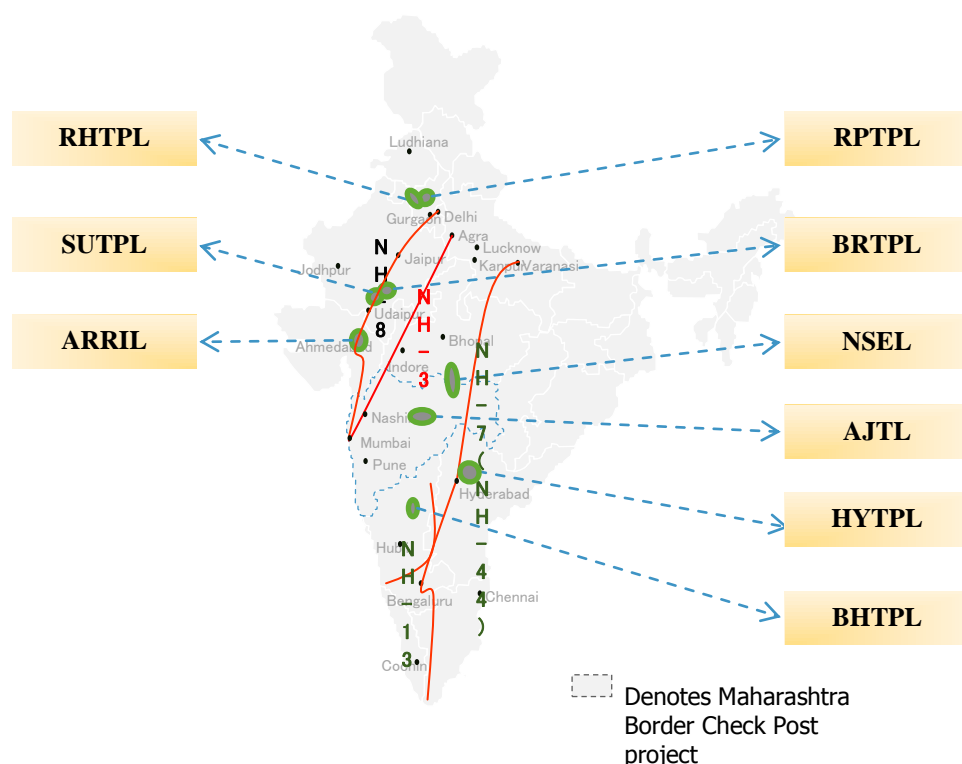 RHTPL
RPTPL
Ludhiana
Gurgaon
Delhi
SUTPL
BRTPL
Agra
Lucknow
Jaipur
Jodhpur
Kanpur
Varanasi
NH-8
NH-3
Udaipur
ARRIL
NSEL
Ahmedabad
Bhopal
Indore
NH-7(NH-44)
Nashik
AJTL
Mumbai
Pune
Hyderabad
HYTPL
Hubli
NH-13
Bengaluru
Chennai
BHTPL
Cochin
Denotes Maharashtra
Border Check Post
project